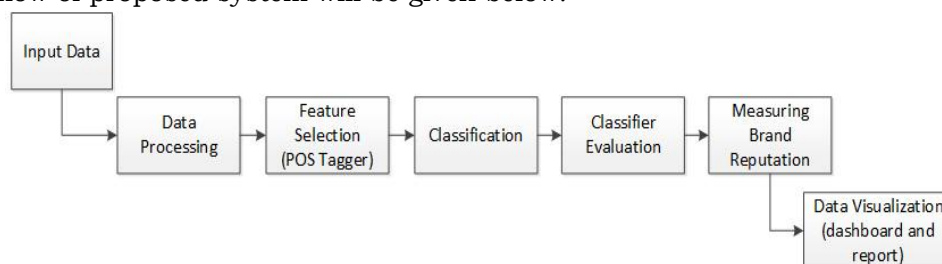 flow of proposed system will be given below:
Input Data
Data
Processing
Feature
Selection
(POS Tagger)
Classification
Classifier
Evaluation
Measuring
Brand
Reputation
Data Visualization
(dashboard and
report)